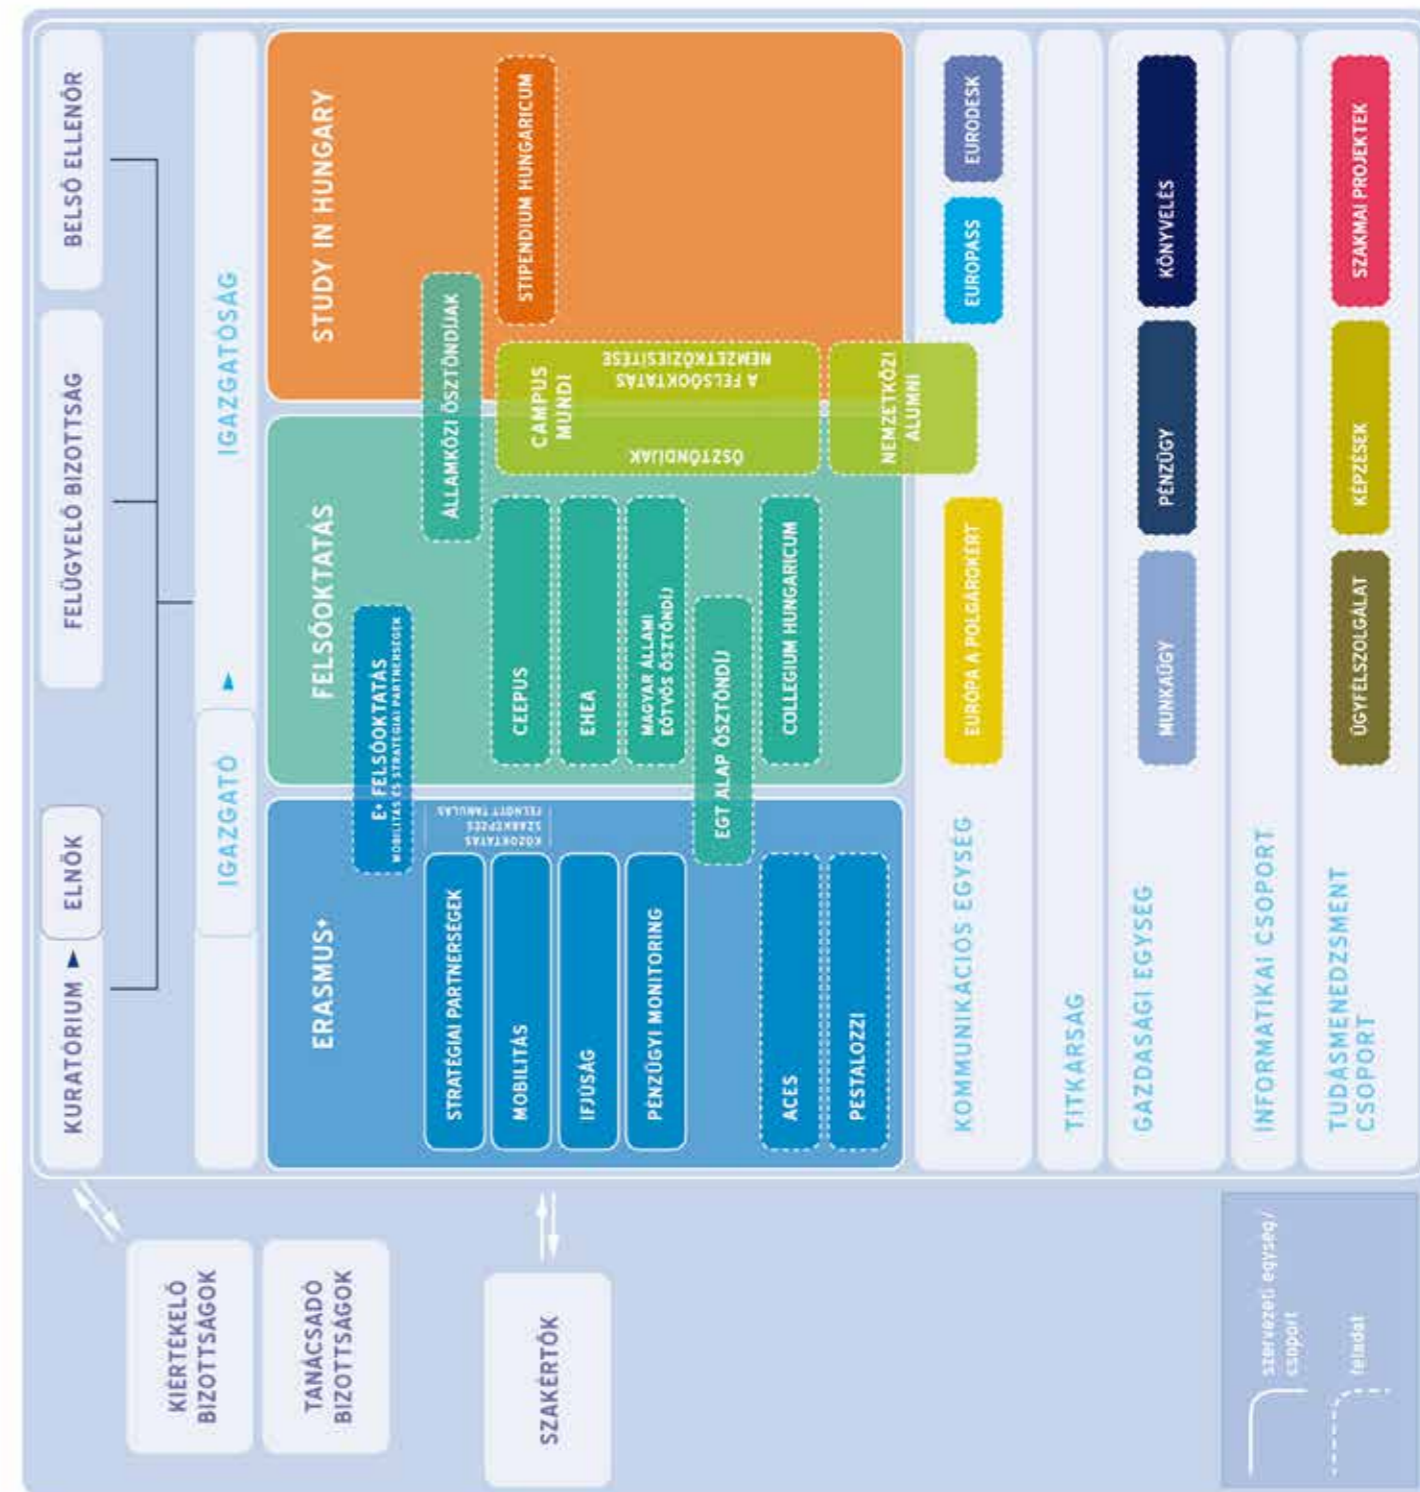 KURATÓRIUM
ELNÖK
FELÜGYELŐ BIZOTTSÁG
BELSŐ ELLENŐR
IGAZGATÓ
IGAZGATÓSÁG
ERASMUS+
FELSŐOKTATÁS
STUDY IN HUNGARY
E+ FELSŐOKTATÁS
MOBILITÁS ÉS STRATÉGIAI PARTNERSÉGEK
KÖZOKTATÁS
SZAKKÉPZÉS
FELNŐTT TANULÁS
STRATÉGIAI PARTNERSÉGEK
MOBILITÁS
IFJÚSÁG
PÉNZÜGYI MONITORING
ACES
PESTALOZZI
ÁLLAMKÖZI ÖSZTÖNDÍJAK
CEEPUS
EHEA
MAGYAR ÁLLAMI
EÖTVÖS ÖSZTÖNDÍJ
EGT ALAP ÖSZTÖNDÍJ
COLLEGIUM HUNGARICUM
CAMPUS
MUNDI
ÖSZTÖNDÍJAK
A FELSŐOKTATÁS
NEMZETKÖZIESÍTÉSE
NEMZETKÖZI
ALUMNI
STIPENDIUM HUNGARICUM
KOMMUNIKÁCIÓS EGYSÉG
EURÓPA A POLGÁROKÉRT
EUROPASS
EURODESK
TITKÁRSÁG
GAZDASÁGI EGYSÉG
MUNKAÜGY
PÉNZÜGY
KÖNYVELÉS
INFORMATIKAI CSOPORT
TUDÁSMENEDZSMENT
CSOPORT
ÜGYFÉLSZOLGÁLAT
KÉPZÉSEK
SZAKMAI PROJEKTEK
KIÉRTÉKELŐ
BIZOTTSÁGOK
TANÁCSADÓ
BIZOTTSÁGOK
SZAKÉRTŐK
szervezeti egység/
csoport
feladat